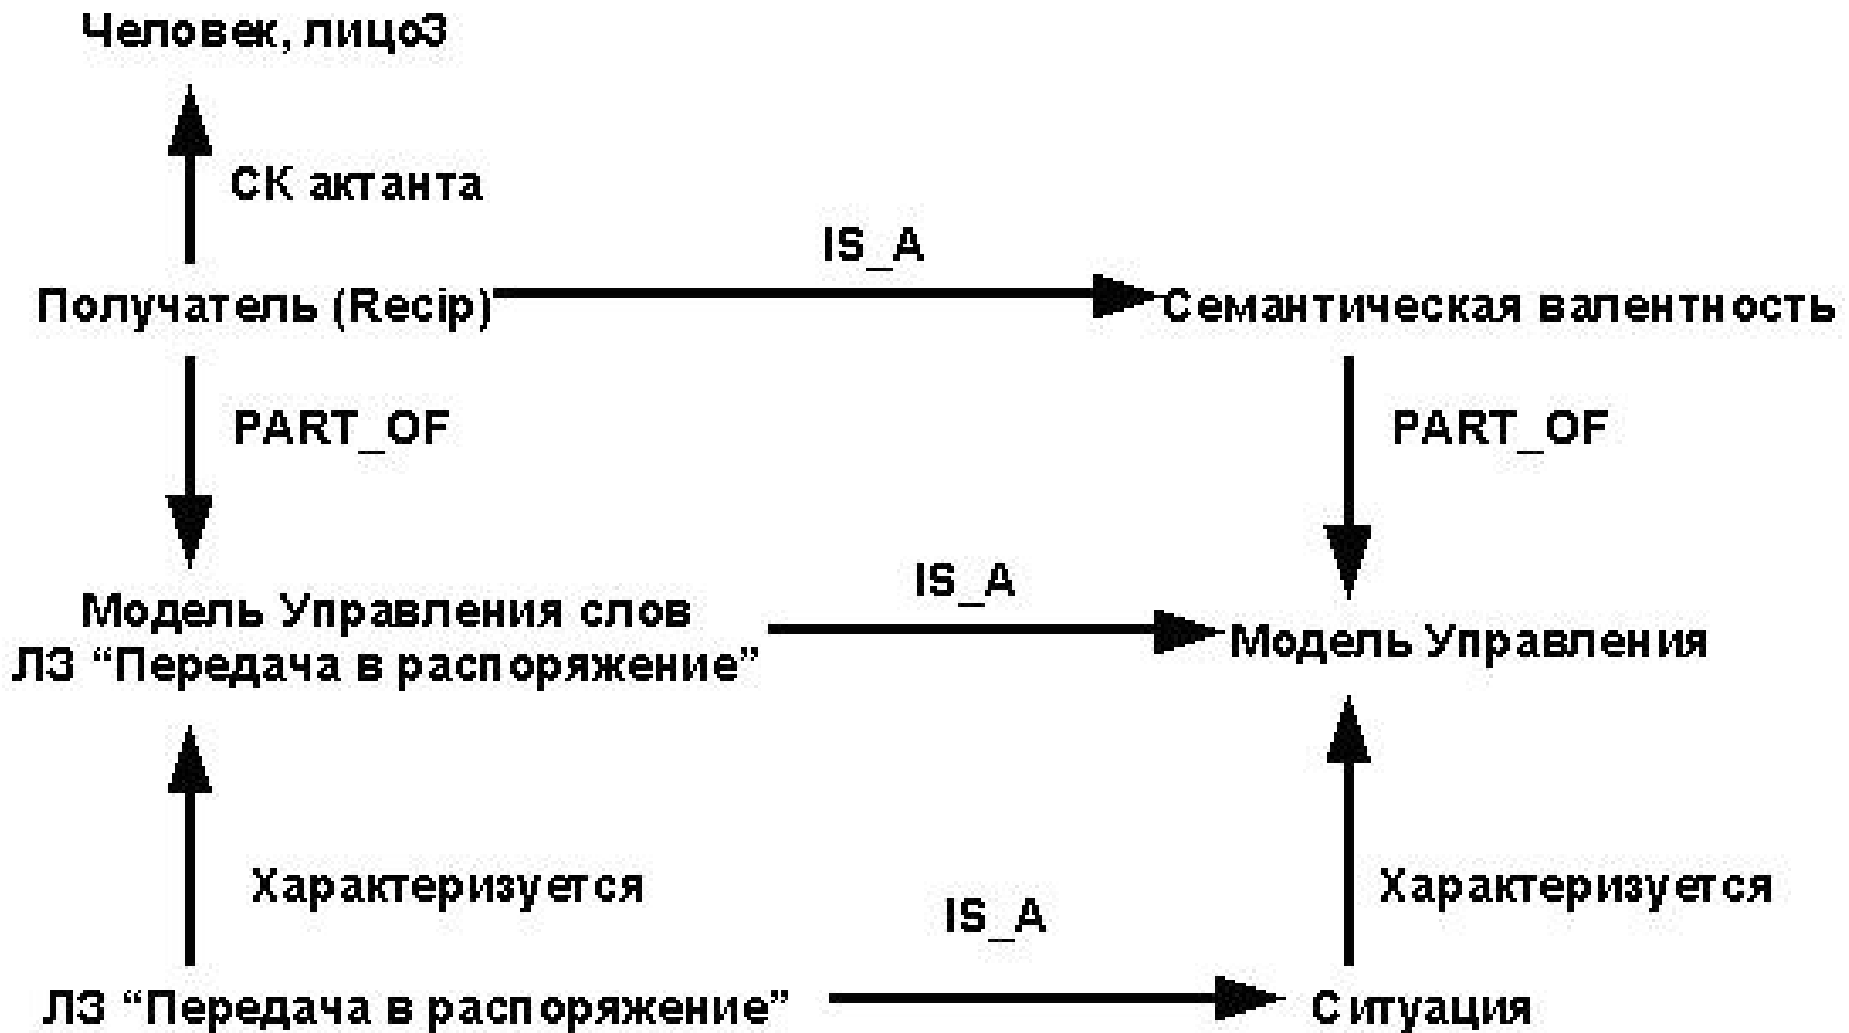 Человек, лицо3
СК актанта
IS_A
Получатель (Recip)
Семантическая валентность
PART_OF
PART_OF
IS_A
Модель Управления слов
ЛЗ “Передача в распоряжение”
Модель Управления
Характеризуется
Характеризуется
IS_A
ЛЗ “Передача в распоряжение”
Ситуация